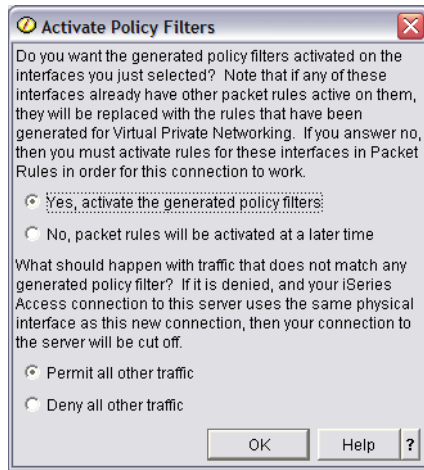 Activate Policy Filters
Do you want the generated policy filters activated on the
interfaces you just selected? Note that if any of these
interfaces already have other packet rules active on them,
they will be replaced with the rules that have been
generated for Virtual Private Networking. If you answer no,
then you must activate rules for these interfaces in Packet
Rules in order for this connection to work.
Yes, activate the generated policy filters
No, packet rules will be activated at a later time
What should happen with traffic that does not match any
generated policy filter? If it is denied, and your iSeries
Access connection to this server uses the same physical
interface as this new connection, then your connection to
the server will be cut off.
Permit all other traffic
Deny all other traffic
OK Help ?